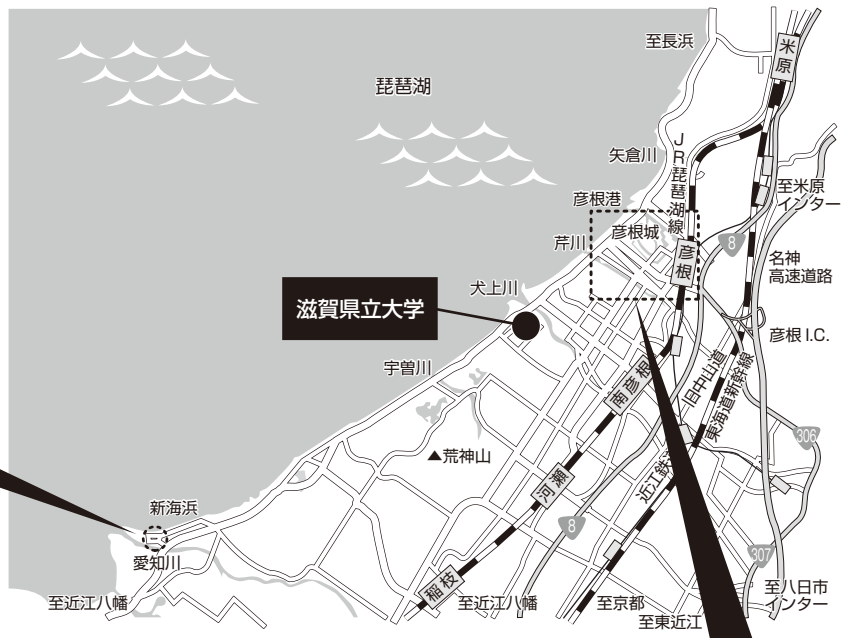 至長浜
米原
琵琶湖
JR琵琶湖線
矢倉川
至米原
インター
彦根港
彦根城
芹川
彦根
8
名神
高速道路
犬上川
滋賀県立大学
彦根 I.C.
宇曽川
南彦根
旧中山道
東海道新幹線
306
荒神山
近江鉄道
河瀬
新海浜
8
愛知川
307
稲枝
至近江八幡
至近江八幡
至京都
至東近江
至八日市
インター